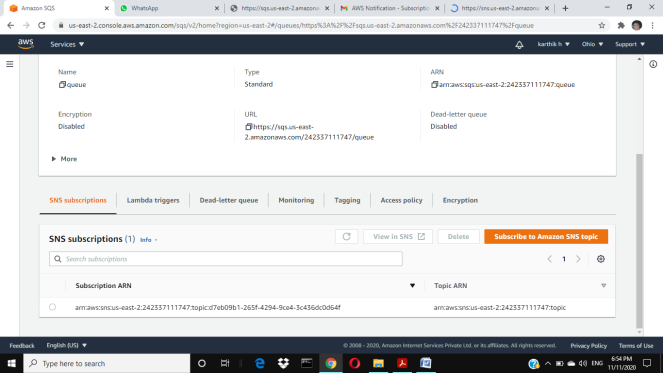 Amazon SQS
WhatsApp
https://sqs.us-east-2.amazonaw
AWS Notification - Subscriptio
https://sns.us-east-2.amazonaw
us-east-2.console.aws.amazon.com/sqs/v2/home?region=us-east-2#/queues/https%3A%2F%2Fsqs.us-east-2.amazonaws.com%2F242337111747%2Fqueue
aws
Services
karthik h
Ohio
Support
Name
Type
ARN
queue
Standard
arn:aws:sqs:us-east-2:242337111747:queue
Encryption
URL
Dead-letter queue
Disabled
https://sqs.us-east-
2.amazonaws.com/242337111747/queue
Disabled
More
SNS subscriptions
Lambda triggers
Dead-letter queue
Monitoring
Tagging
Access policy
Encryption
SNS subscriptions (1) Info
View in SNS
Delete
Subscribe to Amazon SNS topic
Search subscriptions
1
Subscription ARN
Topic ARN
arn:aws:sns:us-east-2:242337111747:topic:d7eb09b1-265f-4294-9ce4-3c436dc0d64f
arn:aws:sns:us-east-2:242337111747:topic
Feedback
English (US)
© 2008 - 2020, Amazon Internet Services Private Ltd. or its affiliates. All rights reserved.
Privacy Policy
Terms of Use
Type here to search
ENG
6:54 PM
11/11/2020